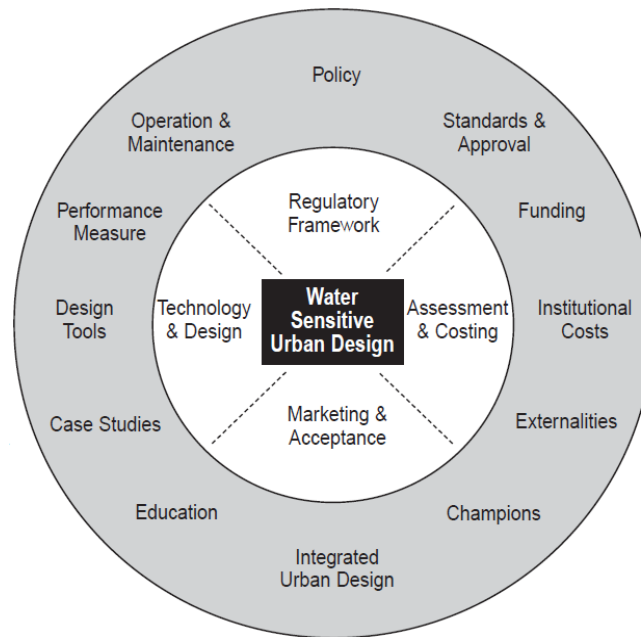 Policy
Operation &
Maintenance
Standards &
Approval
Regulatory
Framework
Performance
Measure
Funding
Design
Tools
Technology
& Design
Water
Sensitive
Urban Design
Assessment
& Costing
Institutional
Costs
Marketing &
Acceptance
Case Studies
Externalities
Education
Champions
Integrated
Urban Design